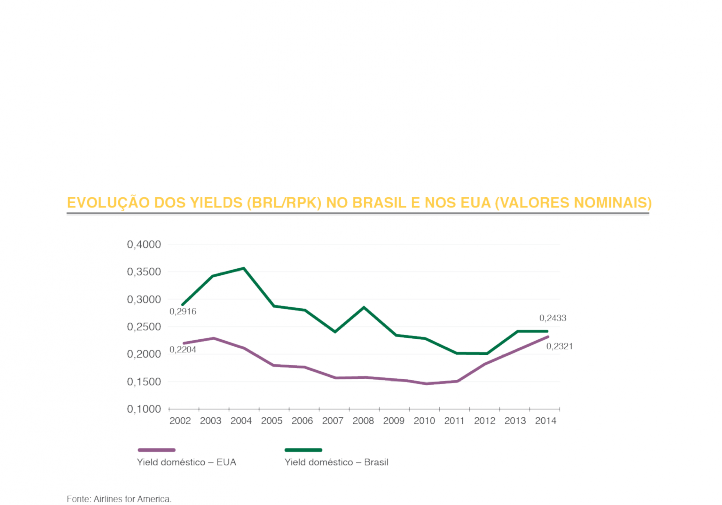 EVOLUÇÃO DOS YIELDS (BRL/RPK) NO BRASIL E NOS EUA (VALORES NOMINAIS)
0,4000
0,3500
0,3000
0,2500
0,2000
0,1500
0,1000
0,2916
0,2204
0,2433
0,2321
2002 2003 2004 2005 2006 2007 2008 2009 2010 2011 2012 2013 2014
Yield doméstico – EUA
Yield doméstico – Brasil
Fonte: Airlines for America.